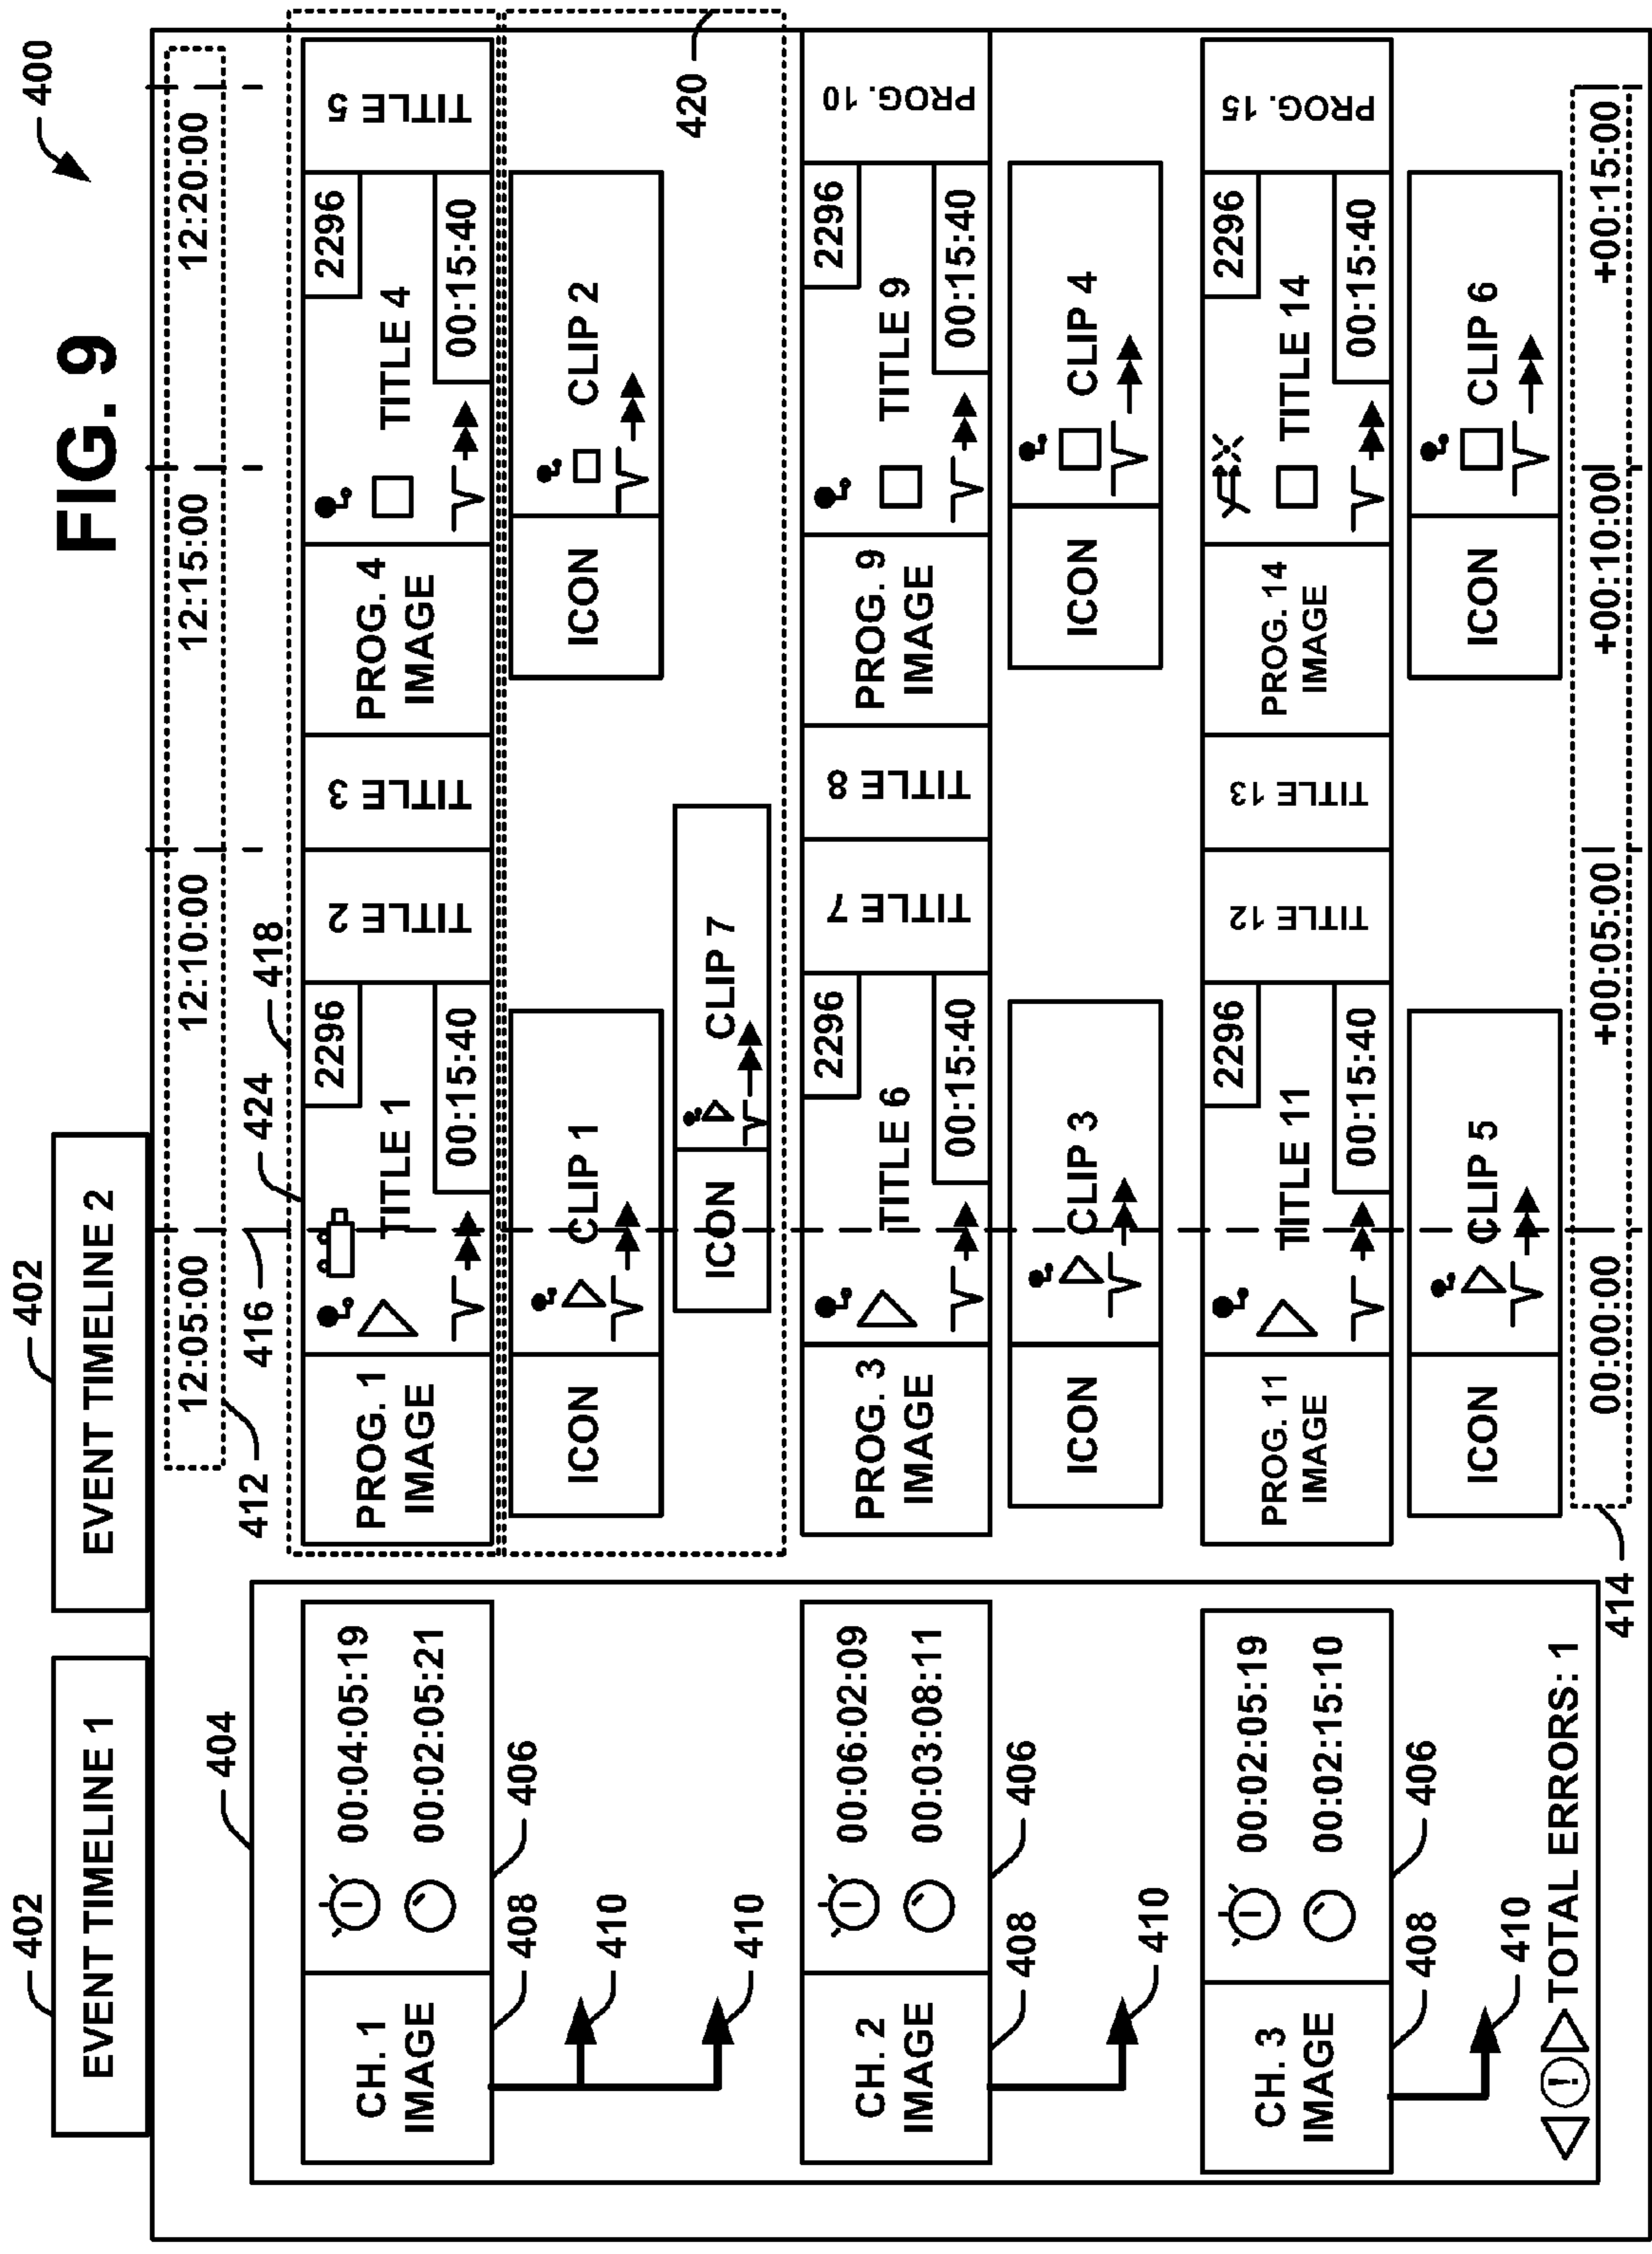 FIG. 9
400
402
402
EVENT TIMELINE 1
EVENT TIMELINE 2
404
412
416
424
418
12:05:00
12:10:00
12:15:00
12:20:00
CH. 1
IMAGE
00:04:05:19
00:02:05:21
408
406
410
410
PROG. 1
IMAGE
TITLE 1
2296
00:15:40
TITLE 2
TITLE 3
PROG. 4
IMAGE
TITLE 4
2296
00:15:40
TITLE 5
ICON
CLIP 1
ICON
CLIP 2
ICON
CLIP 7
420
CH. 2
IMAGE
00:06:02:09
00:03:08:11
408
406
410
PROG. 3
IMAGE
TITLE 6
2296
00:15:40
TITLE 7
TITLE 8
PROG. 9
IMAGE
TITLE 9
2296
00:15:40
PROG. 10
ICON
CLIP 3
ICON
CLIP 4
CH. 3
IMAGE
00:02:05:19
00:02:15:10
408
406
410
PROG. 11
IMAGE
TITLE 11
2296
00:15:40
TITLE 12
TITLE 13
PROG. 14
IMAGE
TITLE 14
2296
00:15:40
PROG. 15
ICON
CLIP 5
ICON
CLIP 6
! TOTAL ERRORS: 1
414
00:00:00
+00:05:00
+00:10:00
+00:15:00